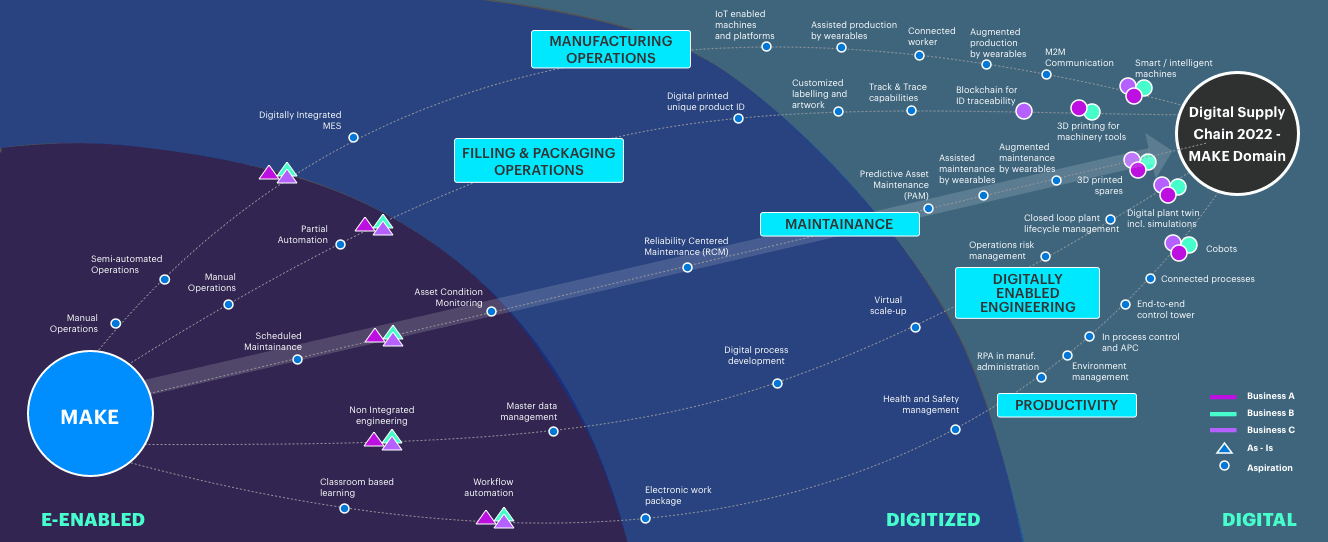 IoT enabled
machines
and platforms
Assisted production
by wearables
Connected
worker
Augmented
production
by wearables
M2M
Communication
Smart / intelligent
machines
MANUFACTURING
OPERATIONS
Digital printed
unique product ID
Customized
labelling and
artwork
Track & Trace
capabilities
Blockchain for
ID traceability
3D printing for
machinery tools
Digital Supply
Chain 2022 -
MAKE Domain
Digitally Integrated
MES
FILLING & PACKAGING
OPERATIONS
Predictive Asset
Maintenance
(PAM)
Assisted
maintenance
by wearables
Augmented
maintenance
by wearables
3D printed
spares
MAINTAINANCE
Closed loop plant
lifecycle management
Digital plant twin
incl. simulations
Partial
Automation
Reliability Centered
Maintenance (RCM)
Operations risk
management
Cobots
Semi-automated
Operations
Manual
Operations
Asset Condition
Monitoring
DIGITALLY
ENABLED
ENGINEERING
Connected processes
Manual
Operations
Virtual
scale-up
End-to-end
control tower
Scheduled
Maintainance
In process control
and APC
Digital process
development
RPA in manuf.
administration
Environment
management
MAKE
Non Integrated
engineering
Master data
management
Health and Safety
management
PRODUCTIVITY
Business A
Business B
Business C
As - Is
Aspiration
Classroom based
learning
Workflow
automation
Electronic work
package
E-ENABLED
DIGITIZED
DIGITAL